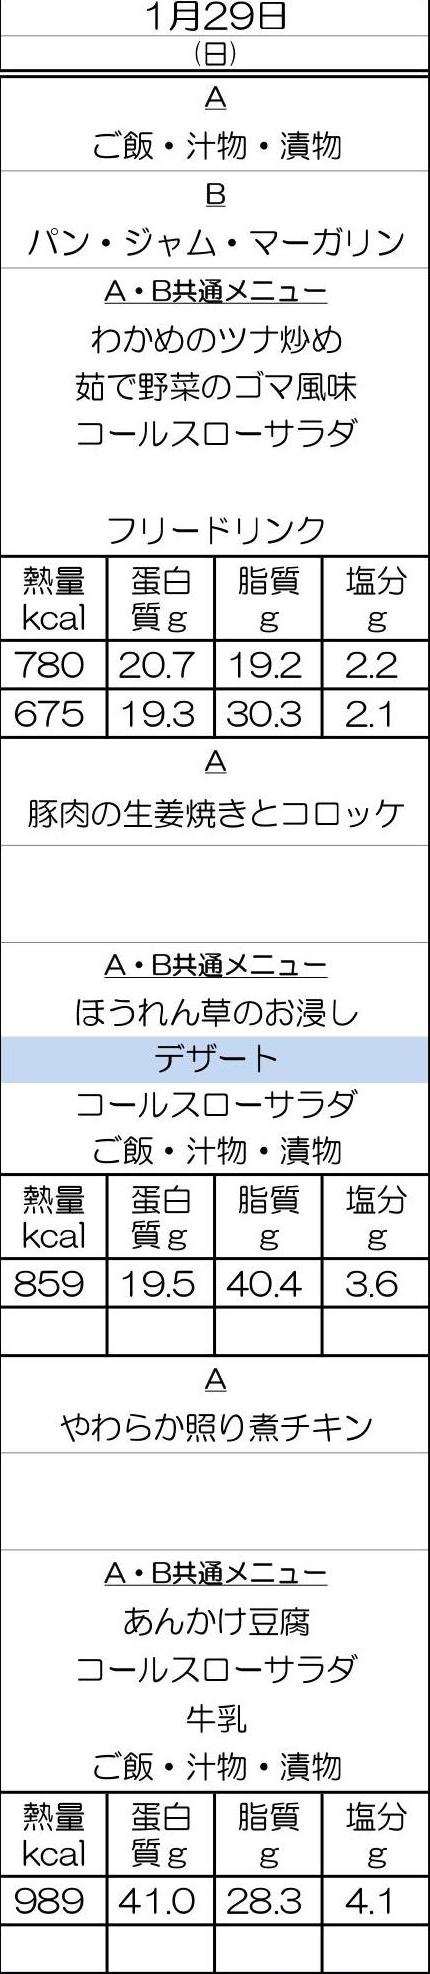 1月29日
(日)
A
ご飯・汁物・漬物
B
パン・ジャム・マーガリン
A・B共通メニュー
わかめのツナ炒め
茹で野菜のゴマ風味
コールスローサラダ
フリードリンク
熱量 蛋白 脂質 塩分
kcal 質g g g
780 20.7 19.2 2.2
675 19.3 30.3 2.1
A
豚肉の生姜焼きとコロッケ
A・B共通メニュー
ほうれん草のお浸し
デザート
コールスローサラダ
ご飯・汁物・漬物
熱量 蛋白 脂質 塩分
kcal 質g g g
859 19.5 40.4 3.6
A
やわらか照り煮チキン
A・B共通メニュー
あんかけ豆腐
コールスローサラダ
牛乳
ご飯・汁物・漬物
熱量 蛋白 脂質 塩分
kcal 質g g g
989 41.0 28.3 4.1